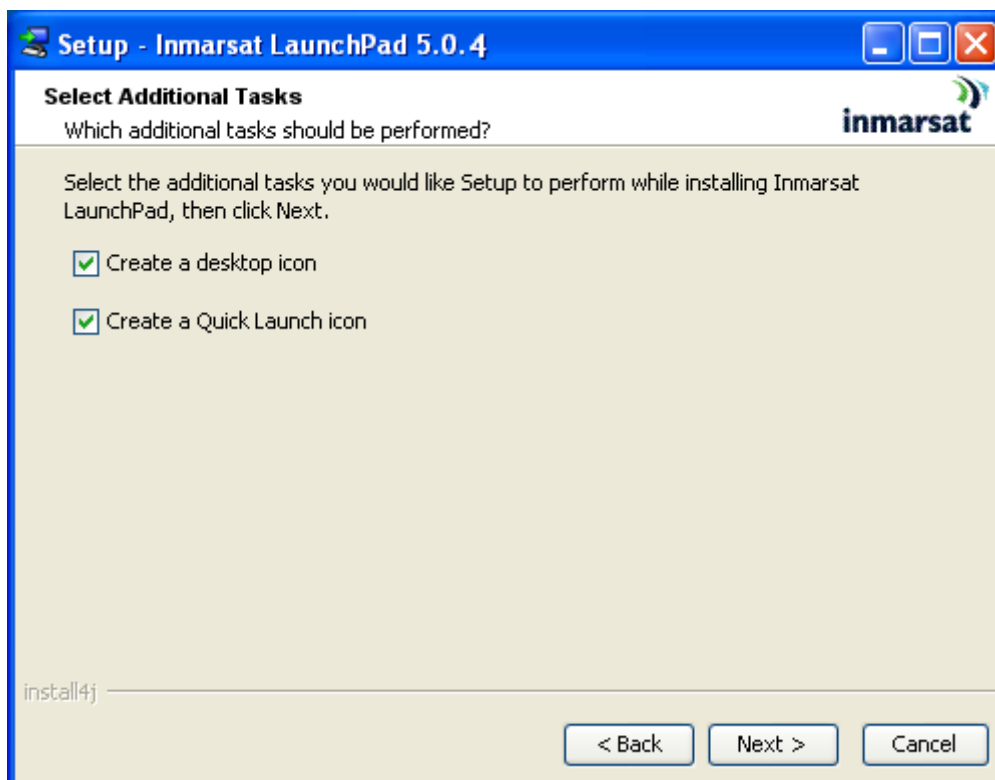 Setup - Inmarsat LaunchPad 5.0.4
Select Additional Tasks
Which additional tasks should be performed?
inmarsat
Select the additional tasks you would like Setup to perform while installing Inmarsat
LaunchPad, then click Next.
Create a desktop icon
Create a Quick Launch icon
install4j
< Back
Next >
Cancel